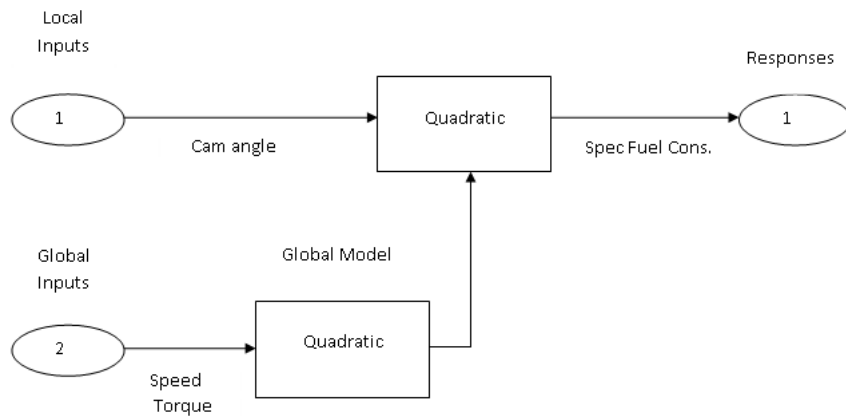 Local
Inputs
Responses
1
Quadratic
1
Cam angle
Spec Fuel Cons.
Global
Inputs
Global Model
2
Quadratic
Speed
Torque